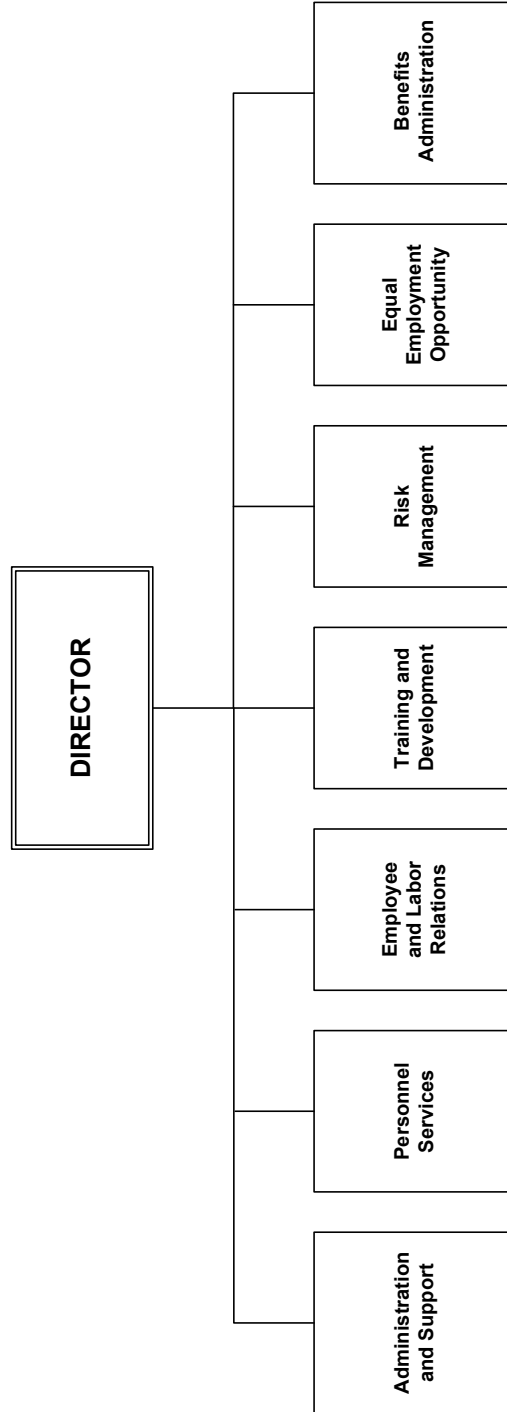 DIRECTOR
Administration
and Support
Personnel
Services
Employee
and Labor
Relations
Training and
Development
Risk
Management
Equal
Employment
Opportunity
Benefits
Administration